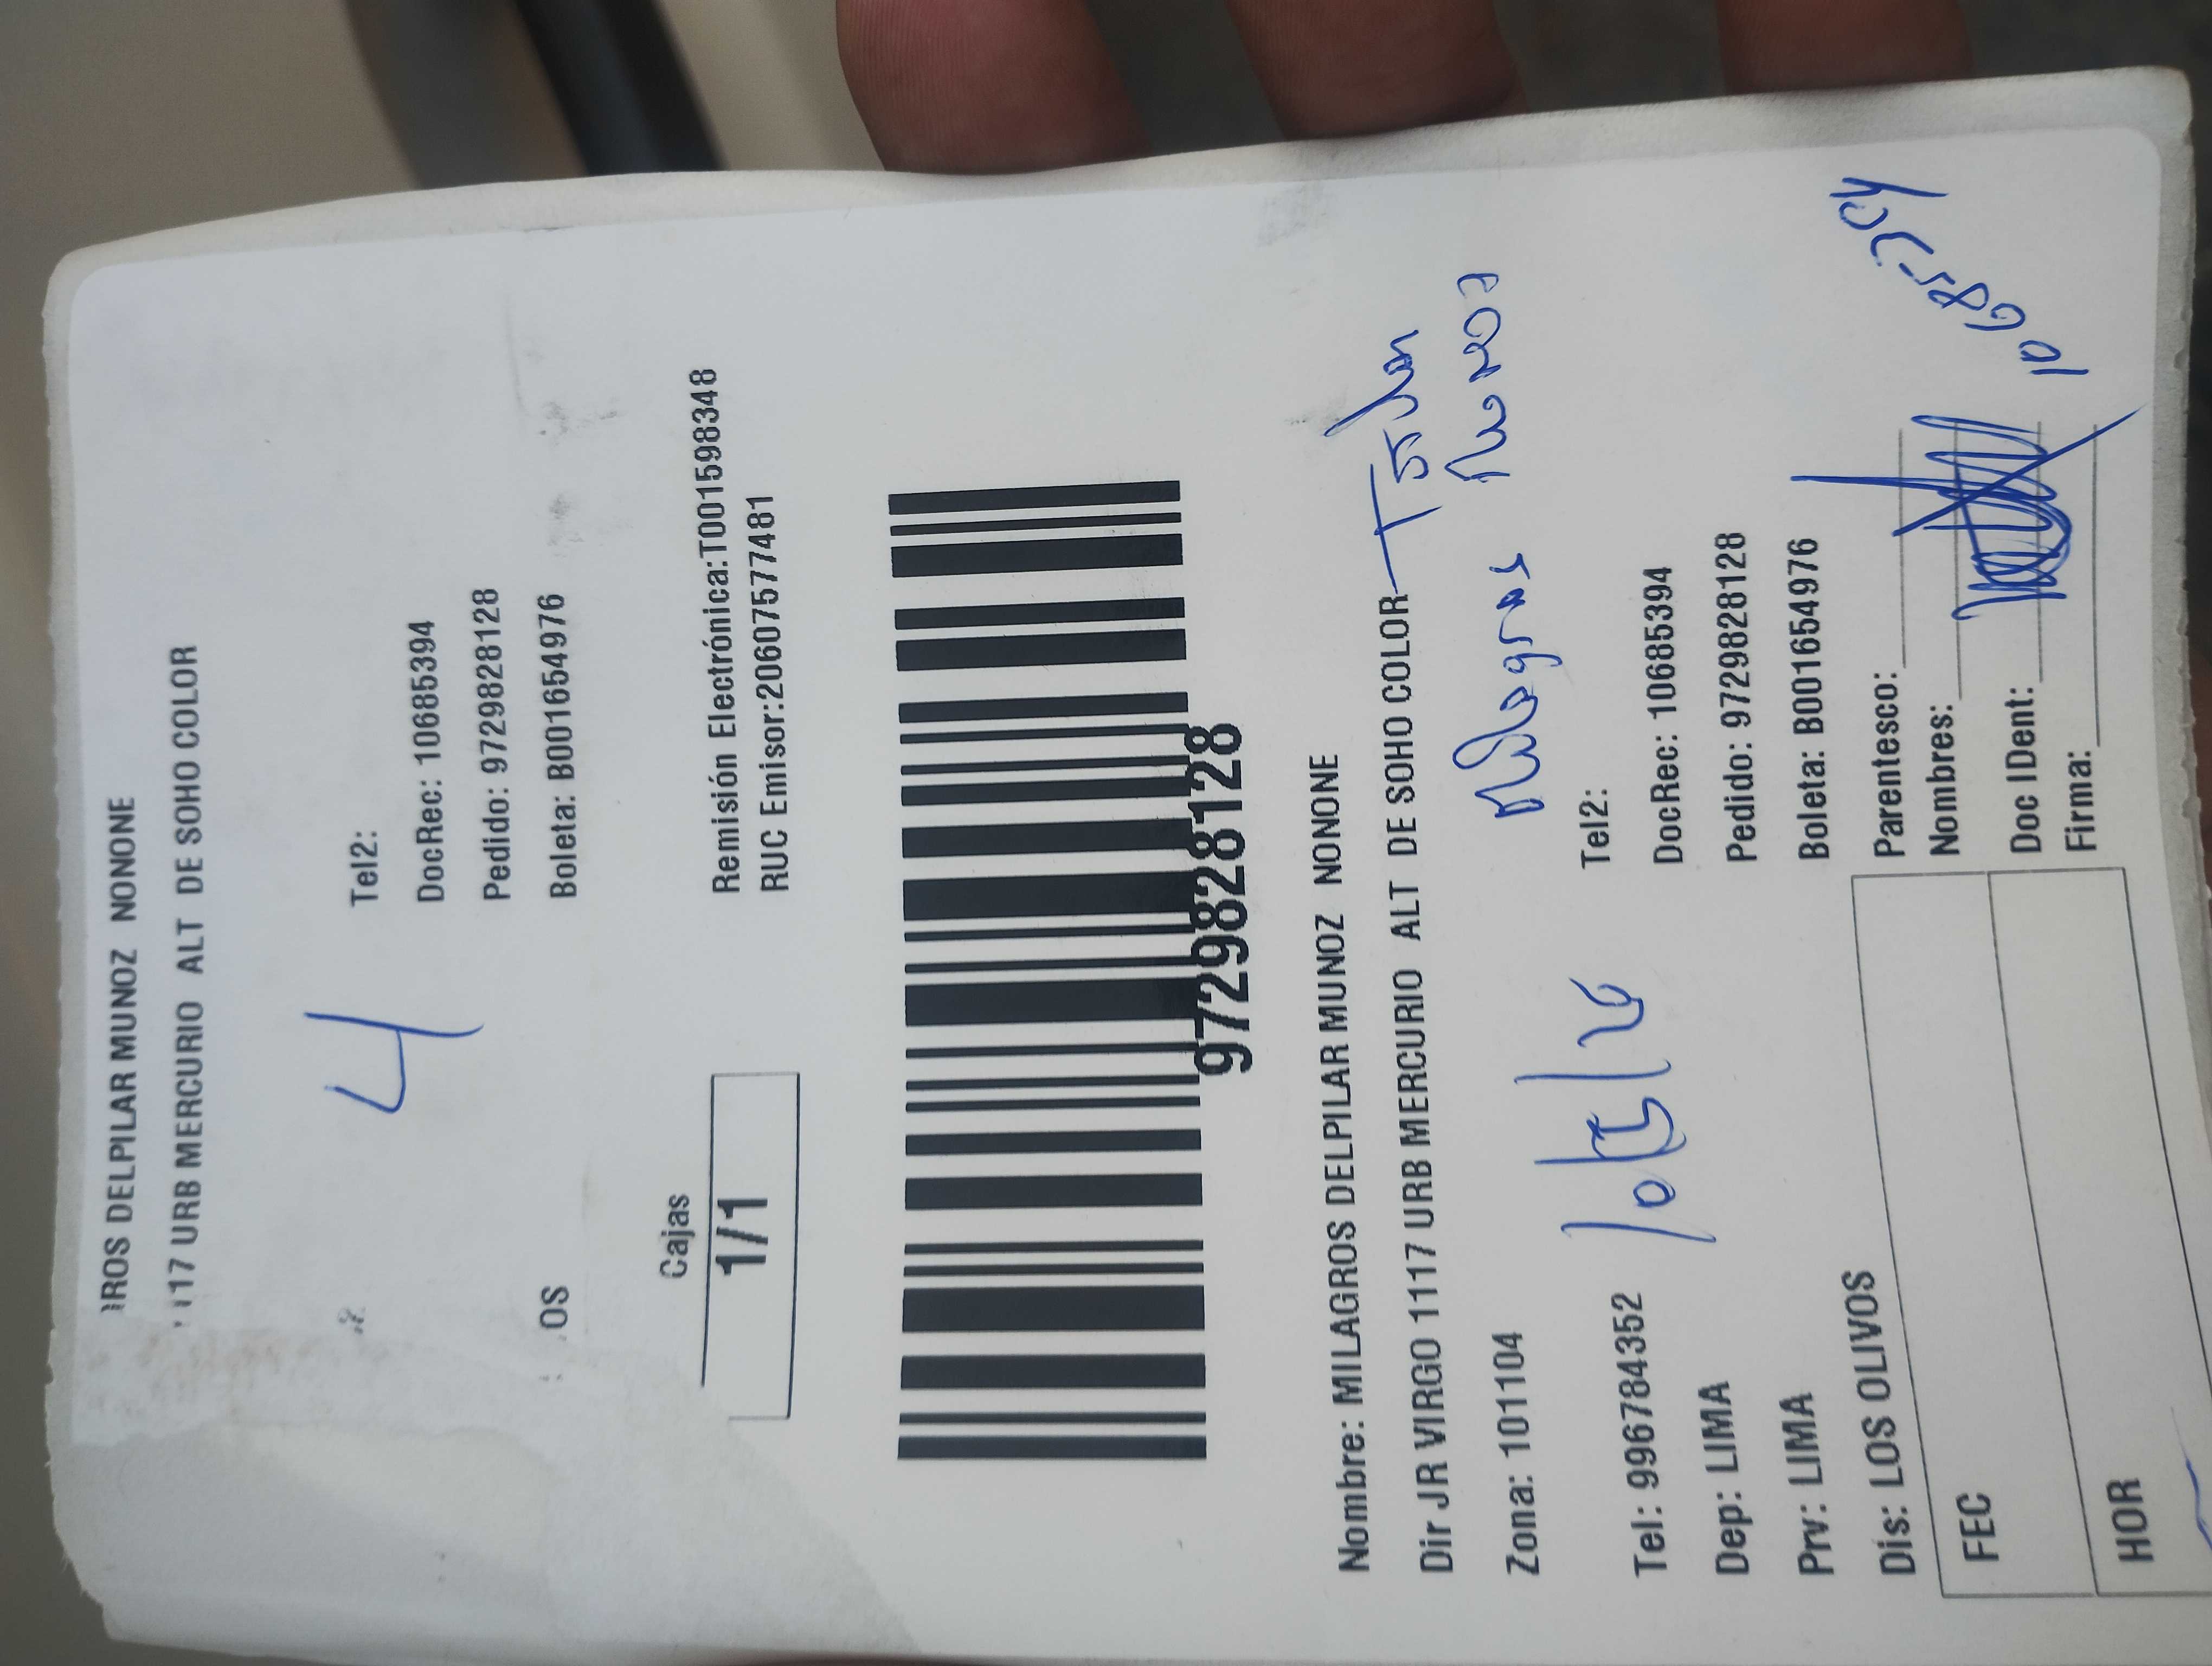 ROS DELPILAR MUNOZ NONONE
117 URB MERCURIO ALT DE SOHO COLOR
4
Tel2:
DocRec: 10685394
Pedido: 9729828128
OS
Boleta: B001654976
Cajas
1/1
Remisión Electrónica:T001598348
RUC Emisor:20607577481
9729828128
Nombre: MILAGROS DELPILAR MUNOZ NONONE
Dir JR VIRGO 1117 URB MERCURIO ALT DE SOHO COLOR
Zona: 101104
Milagros
Tel2:
Tel: 996784352
DocRec: 10685394
Dep: LIMA
Pedido: 9729828128
Prv: LIMA
Boleta: B001654976
Dis: LOS OLIVOS
Parentesco:
Nombres:
FEC
Doc IDent:
Firma:
HOR